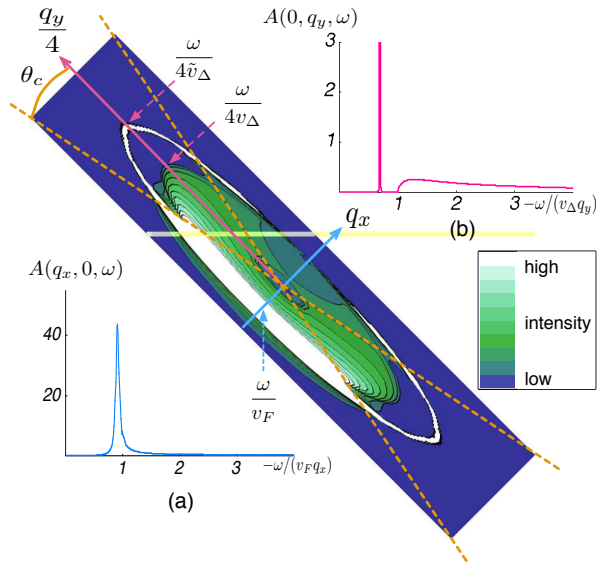 A(0, q_y, ω)
q_y/4
θ_c
ω/4ṽ_Δ
ω/4v_Δ
3
2
1
1 2 3 −ω/(v_Δ q_y)
(b)
q_x
A(q_x, 0, ω)
40
20
1 2 3 −ω/(v_F q_x)
(a)
ω/v_F
high
intensity
low